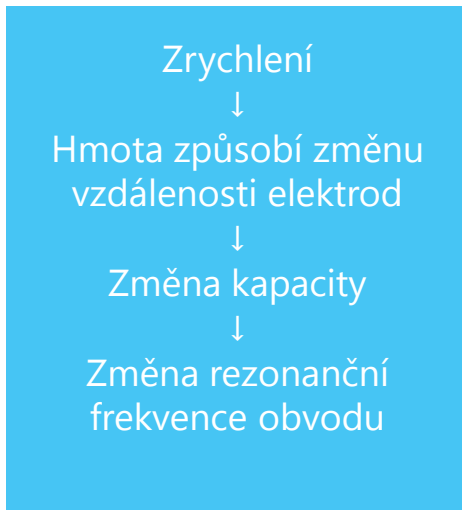 Zrychlení
↓
Hmota způsobí změnu
vzdálenosti elektrod
↓
Změna kapacity
↓
Změna rezonanční
frekvence obvodu